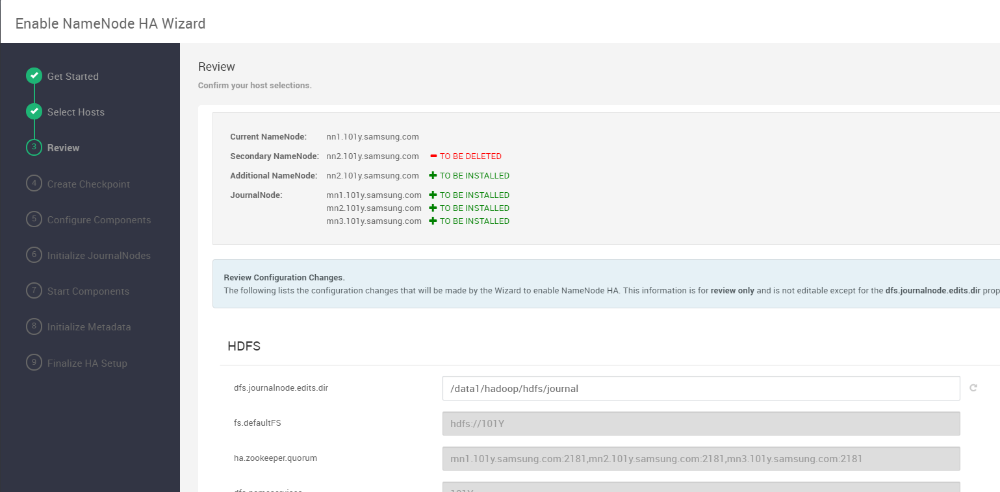 Enable NameNode HA Wizard
Get Started
Select Hosts
3 Review
4 Create Checkpoint
5 Configure Components
6 Initialize JournalNodes
7 Start Components
8 Initialize Metadata
9 Finalize HA Setup
Review
Confirm your host selections.
Current NameNode: nn1.101y.samsung.com
Secondary NameNode: nn2.101y.samsung.com TO BE DELETED
Additional NameNode: nn2.101y.samsung.com TO BE INSTALLED
JournalNode: mn1.101y.samsung.com TO BE INSTALLED
mn2.101y.samsung.com TO BE INSTALLED
mn3.101y.samsung.com TO BE INSTALLED
Review Configuration Changes.
The following lists the configuration changes that will be made by the Wizard to enable NameNode HA. This information is for review only and is not editable except for the dfs.journalnode.edits.dir prop
HDFS
dfs.journalnode.edits.dir /data1/hadoop/hdfs/journal
fs.defaultFS hdfs://101Y
ha.zookeeper.quorum mn1.101y.samsung.com:2181,mn2.101y.samsung.com:2181,mn3.101y.samsung.com:2181
dfs.nameservices 101Y